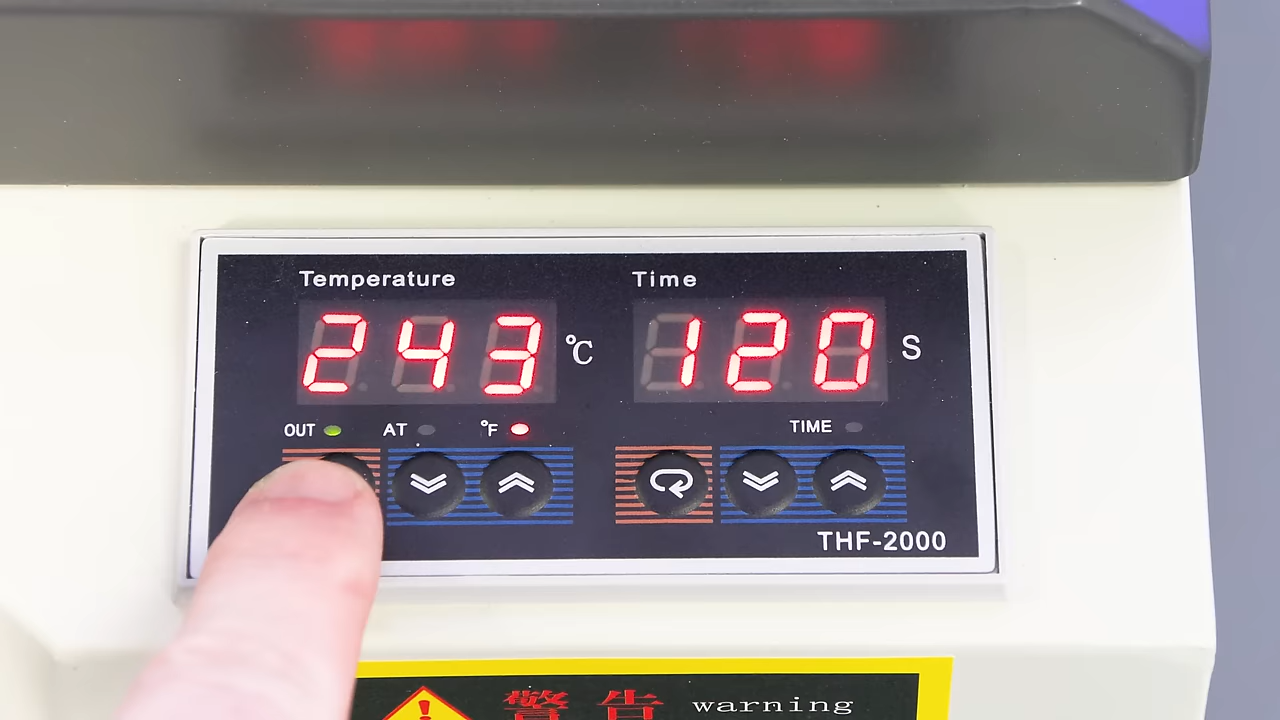 Temperature Time
243 ℃ 120 S
OUT AT °F TIME
THF-2000
警告 warning